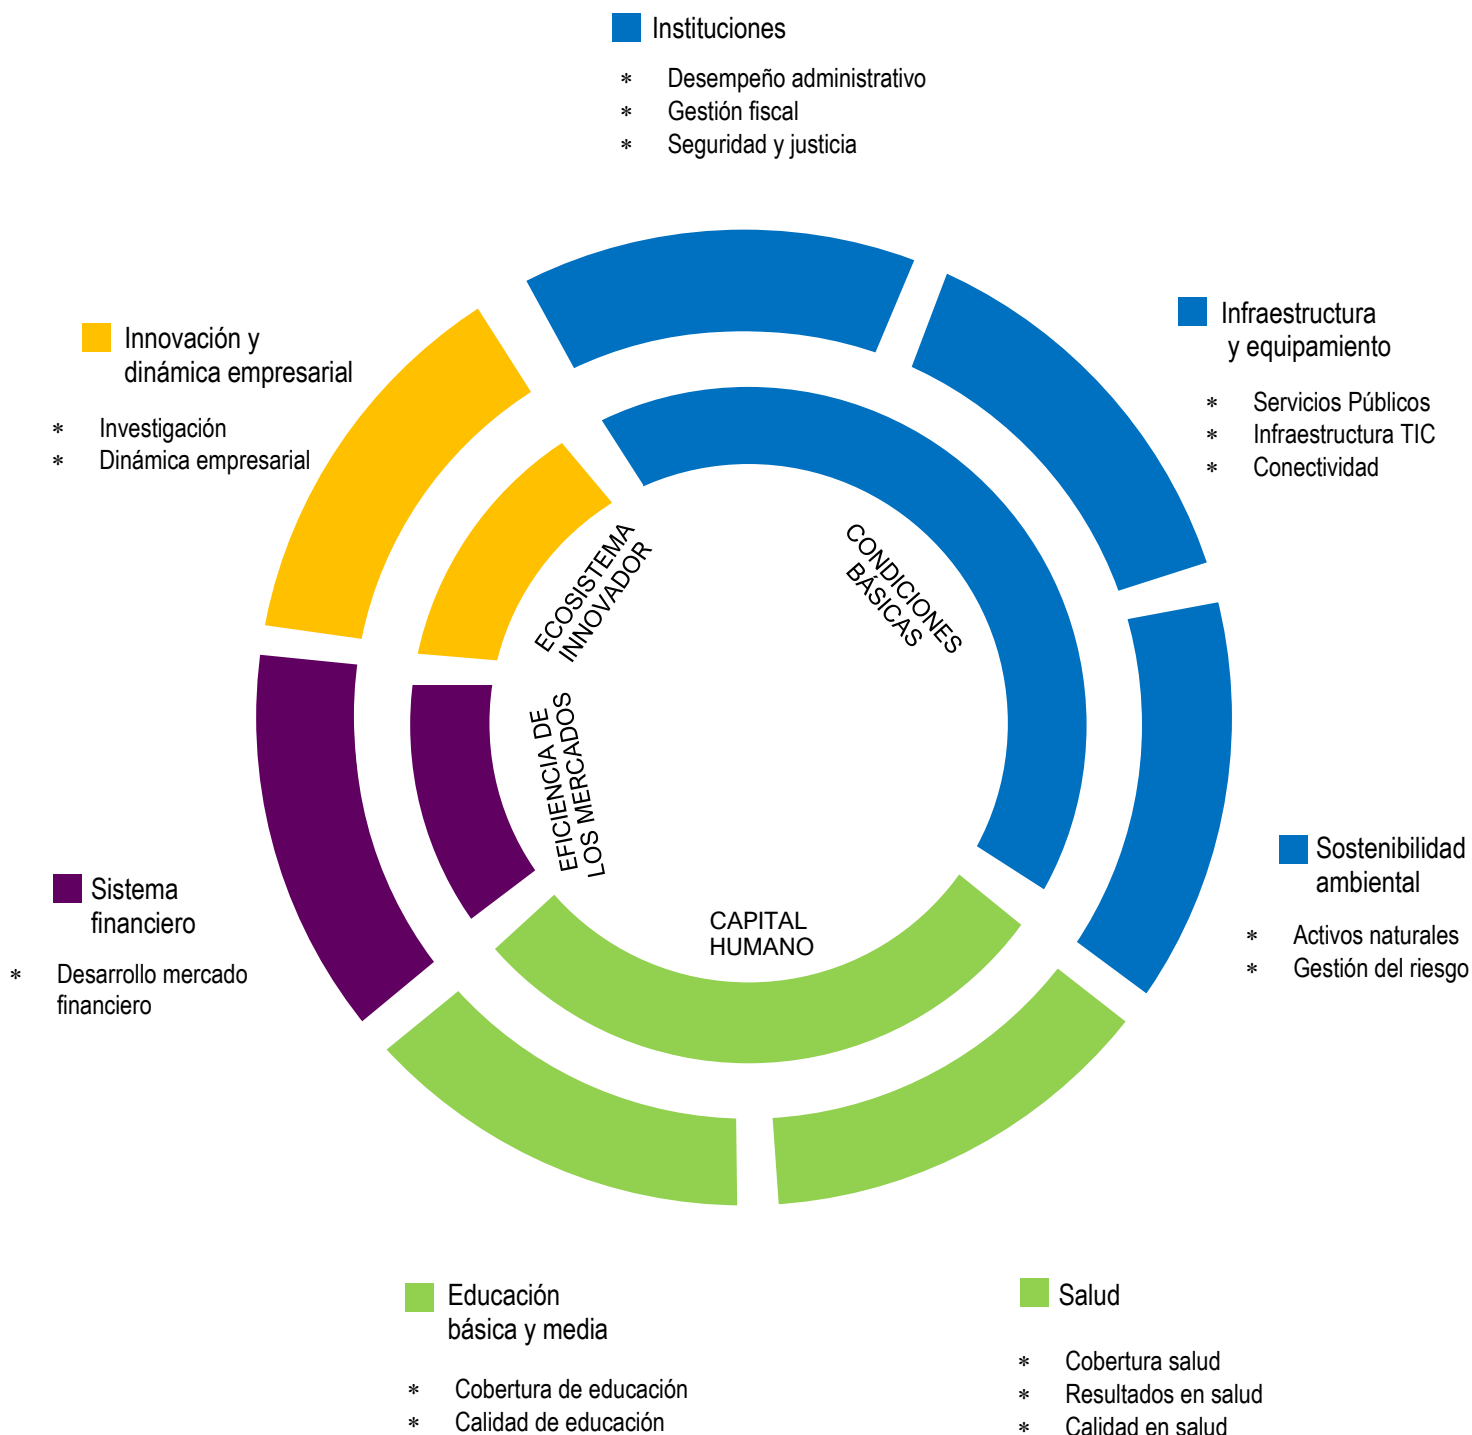 Instituciones
* Desempeño administrativo
* Gestión fiscal
* Seguridad y justicia
Infraestructura
y equipamiento
* Servicios Públicos
* Infraestructura TIC
* Conectividad
Innovación y
dinámica empresarial
* Investigación
* Dinámica empresarial
ECOSISTEMA
INNOVADOR
CONDICIONES
BÁSICAS
EFICIENCIA DE
LOS MERCADOS
CAPITAL
HUMANO
Sostenibilidad
ambiental
* Activos naturales
* Gestión del riesgo
Sistema
financiero
* Desarrollo mercado
financiero
Educación
básica y media
* Cobertura de educación
* Calidad de educación
Salud
* Cobertura salud
* Resultados en salud
* Calidad en salud